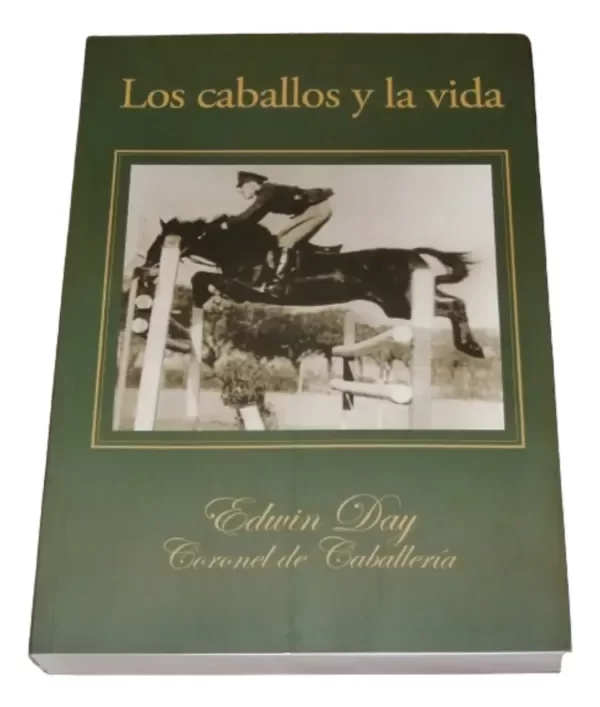 Los caballos y la vida
Edwin Day
Coronel de Caballería